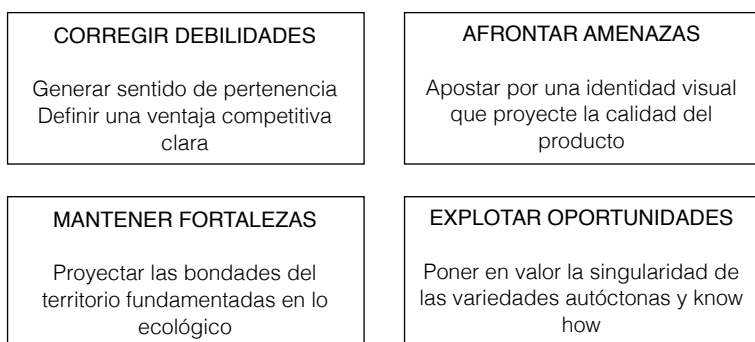 CORREGIR DEBILIDADES
Generar sentido de pertenencia
Definir una ventaja competitiva
clara
AFRONTAR AMENAZAS
Apostar por una identidad visual
que proyecte la calidad del
producto
MANTENER FORTALEZAS
Proyectar las bondades del
territorio fundamentadas en lo
ecológico
EXPLOTAR OPORTUNIDADES
Poner en valor la singularidad de
las variedades autóctonas y know
how